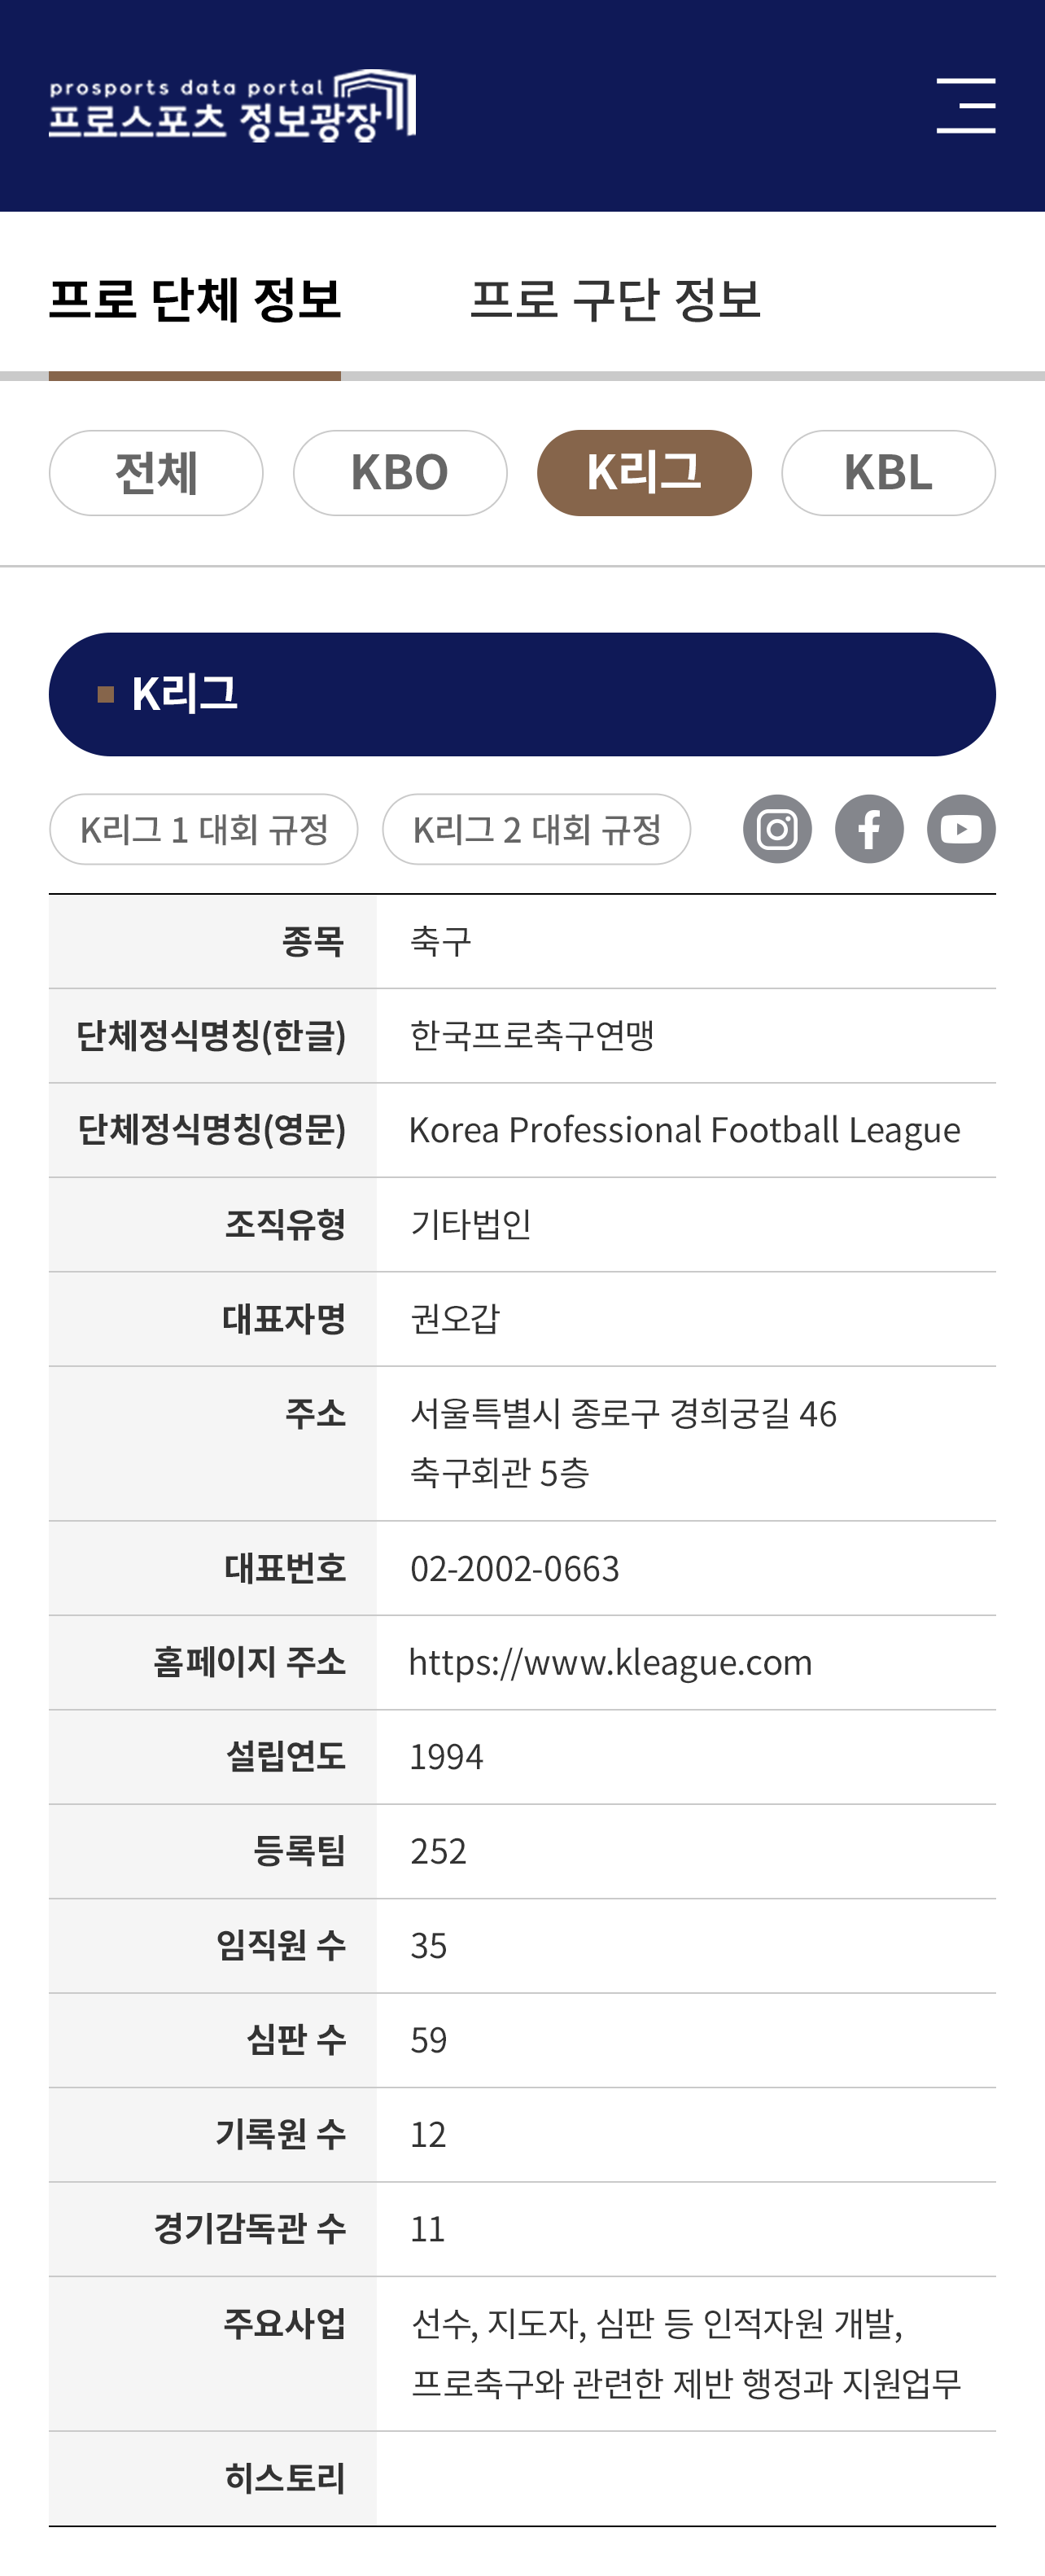 prosports data portal
프로스포츠 정보광장
프로 단체 정보 프로 구단 정보
전체 KBO K리그 KBL
K리그
K리그 1 대회 규정 K리그 2 대회 규정
종목 축구
단체정식명칭(한글) 한국프로축구연맹
단체정식명칭(영문) Korea Professional Football League
조직유형 기타법인
대표자명 권오갑
주소 서울특별시 종로구 경희궁길 46
축구회관 5층
대표번호 02-2002-0663
홈페이지 주소 https://www.kleague.com
설립연도 1994
등록팀 252
임직원 수 35
심판 수 59
기록원 수 12
경기감독관 수 11
주요사업 선수, 지도자, 심판 등 인적자원 개발,
프로축구와 관련한 제반 행정과 지원업무
히스토리